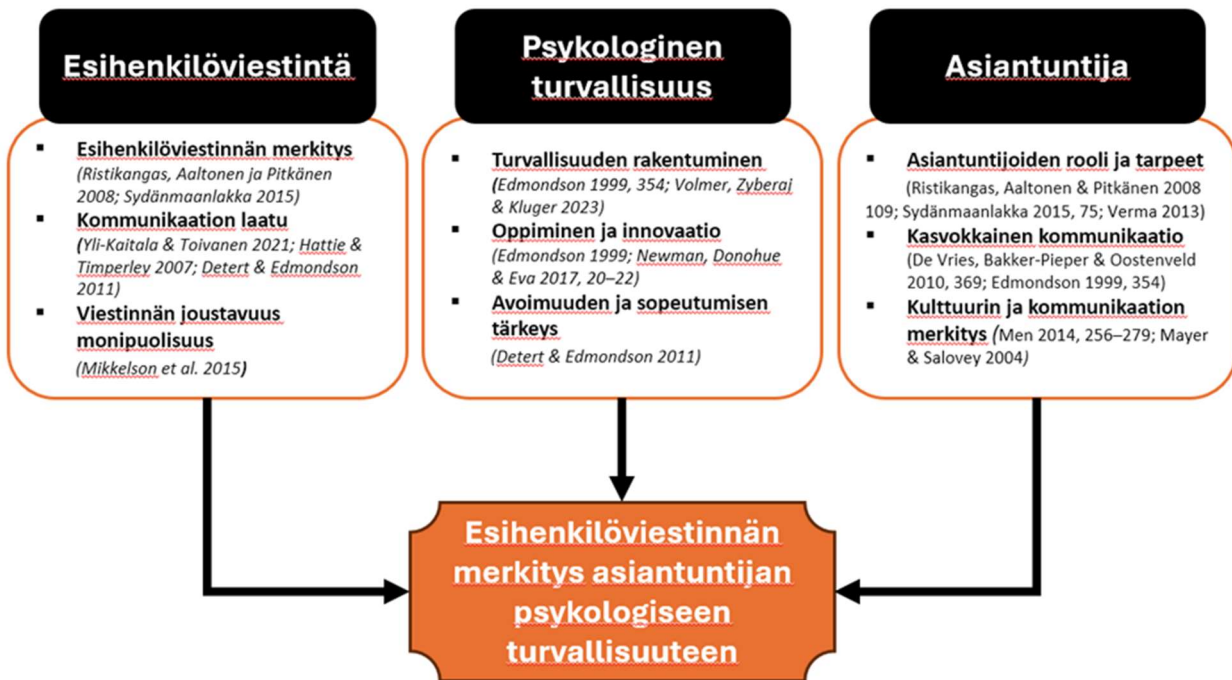 Esihenkilöviestintä
▪ Esihenkilöviestinnän merkitys
(Ristikangas, Aaltonen ja Pitkänen
2008; Sydänmaanlakka 2015)
▪ Kommunikaation laatu
(Yli-Kaitala & Toivanen 2021; Hattie &
Timperley 2007; Detert & Edmondson
2011)
▪ Viestinnän joustavuus
monipuolisuus
(Mikkelson et al. 2015)
Psykologinen
turvallisuus
▪ Turvallisuuden rakentuminen
(Edmondson 1999, 354; Volmer, Zyberaj
& Kluger 2023)
▪ Oppiminen ja innovaatio
(Edmondson 1999; Newman, Donohue
& Eva 2017, 20–22)
▪ Avoimuuden ja sopeutumisen
tärkeys
(Detert & Edmondson 2011)
Asiantuntija
▪ Asiantuntijoiden rooli ja tarpeet
(Ristikangas, Aaltonen & Pitkänen 2008
109; Sydänmaanlakka 2015, 75; Verma 2013)
▪ Kasvokkainen kommunikaatio
(De Vries, Bakker-Pieper & Oostenveld
2010, 369; Edmondson 1999, 354)
▪ Kulttuurin ja kommunikaation
merkitys (Men 2014, 256–279; Mayer
& Salovey 2004)
Esihenkilöviestinnän
merkitys asiantuntijan
psykologiseen
turvallisuuteen